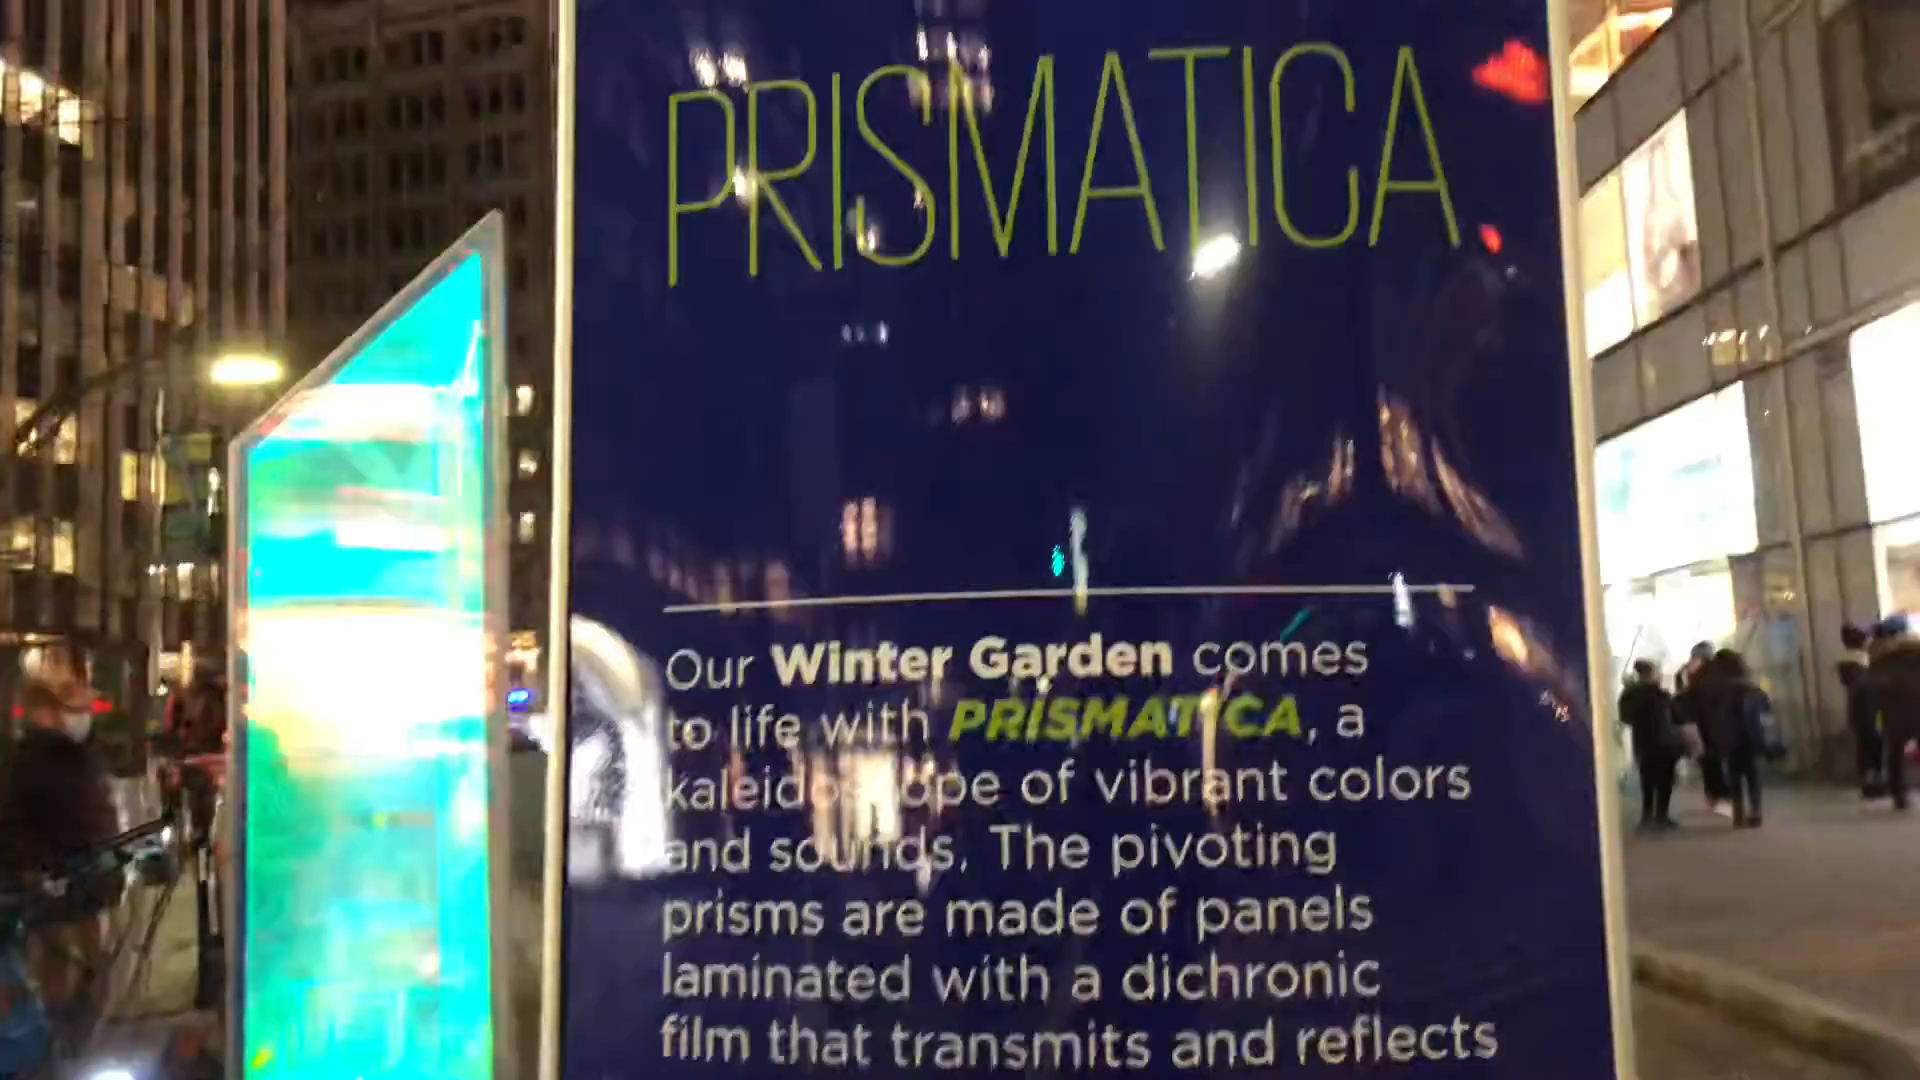 PRISMATICA
Our Winter Garden comes
to life with PRISMATICA, a
kaleidoscope of vibrant colors
and sounds. The pivoting
prisms are made of panels
laminated with a dichronic
film that transmits and reflects